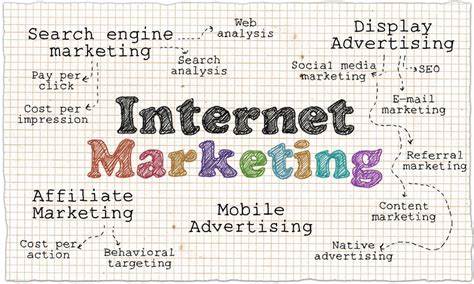 Search engine
marketing
Web
analysis
Search
analysis
Pay per
click
Cost per
impression
Display
Advertising
Social media
marketing
SEO
E-mail
marketing
Internet
Marketing
Referral
marketing
Content
marketing
Native
advertising
Affiliate
Marketing
Cost per
action
Behavioral
targeting
Mobile
Advertising